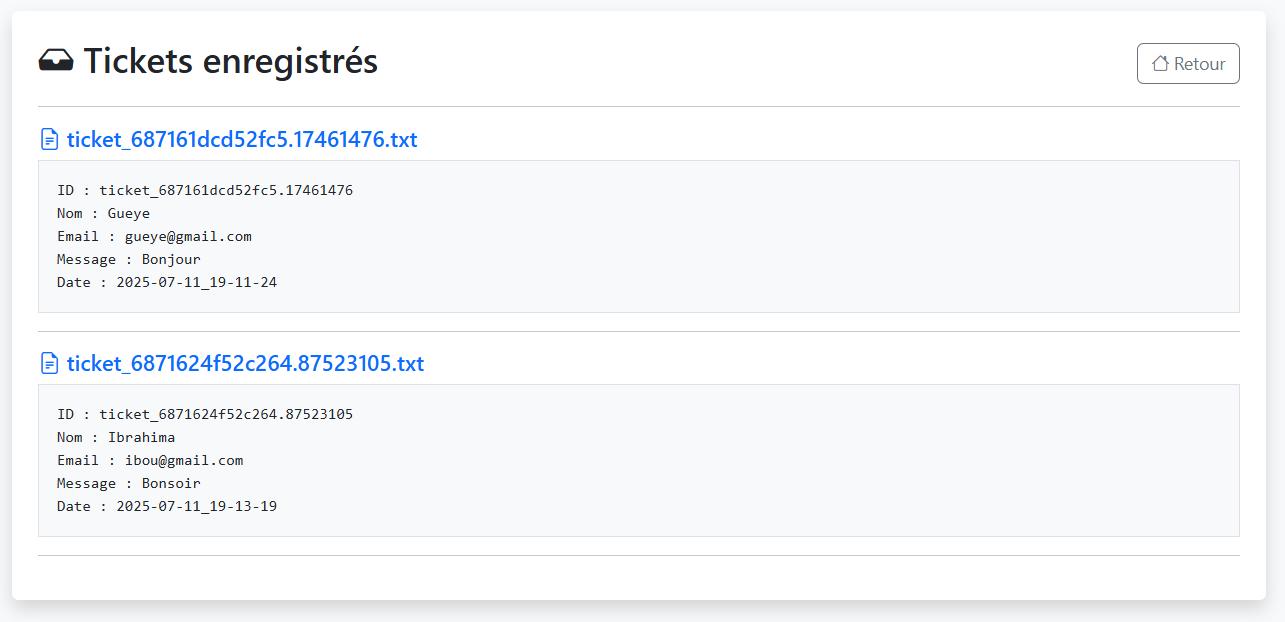 Tickets enregistrés
Retour
ticket_687161dcd52fc5.17461476.txt
ID : ticket_687161dcd52fc5.17461476
Nom : Gueye
Email : gueye@gmail.com
Message : Bonjour
Date : 2025-07-11_19-11-24
ticket_6871624f52c264.87523105.txt
ID : ticket_6871624f52c264.87523105
Nom : Ibrahima
Email : ibou@gmail.com
Message : Bonsoir
Date : 2025-07-11_19-13-19